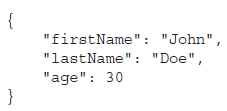 {
    "firstName": "John",
    "lastName": "Doe",
    "age": 30
}